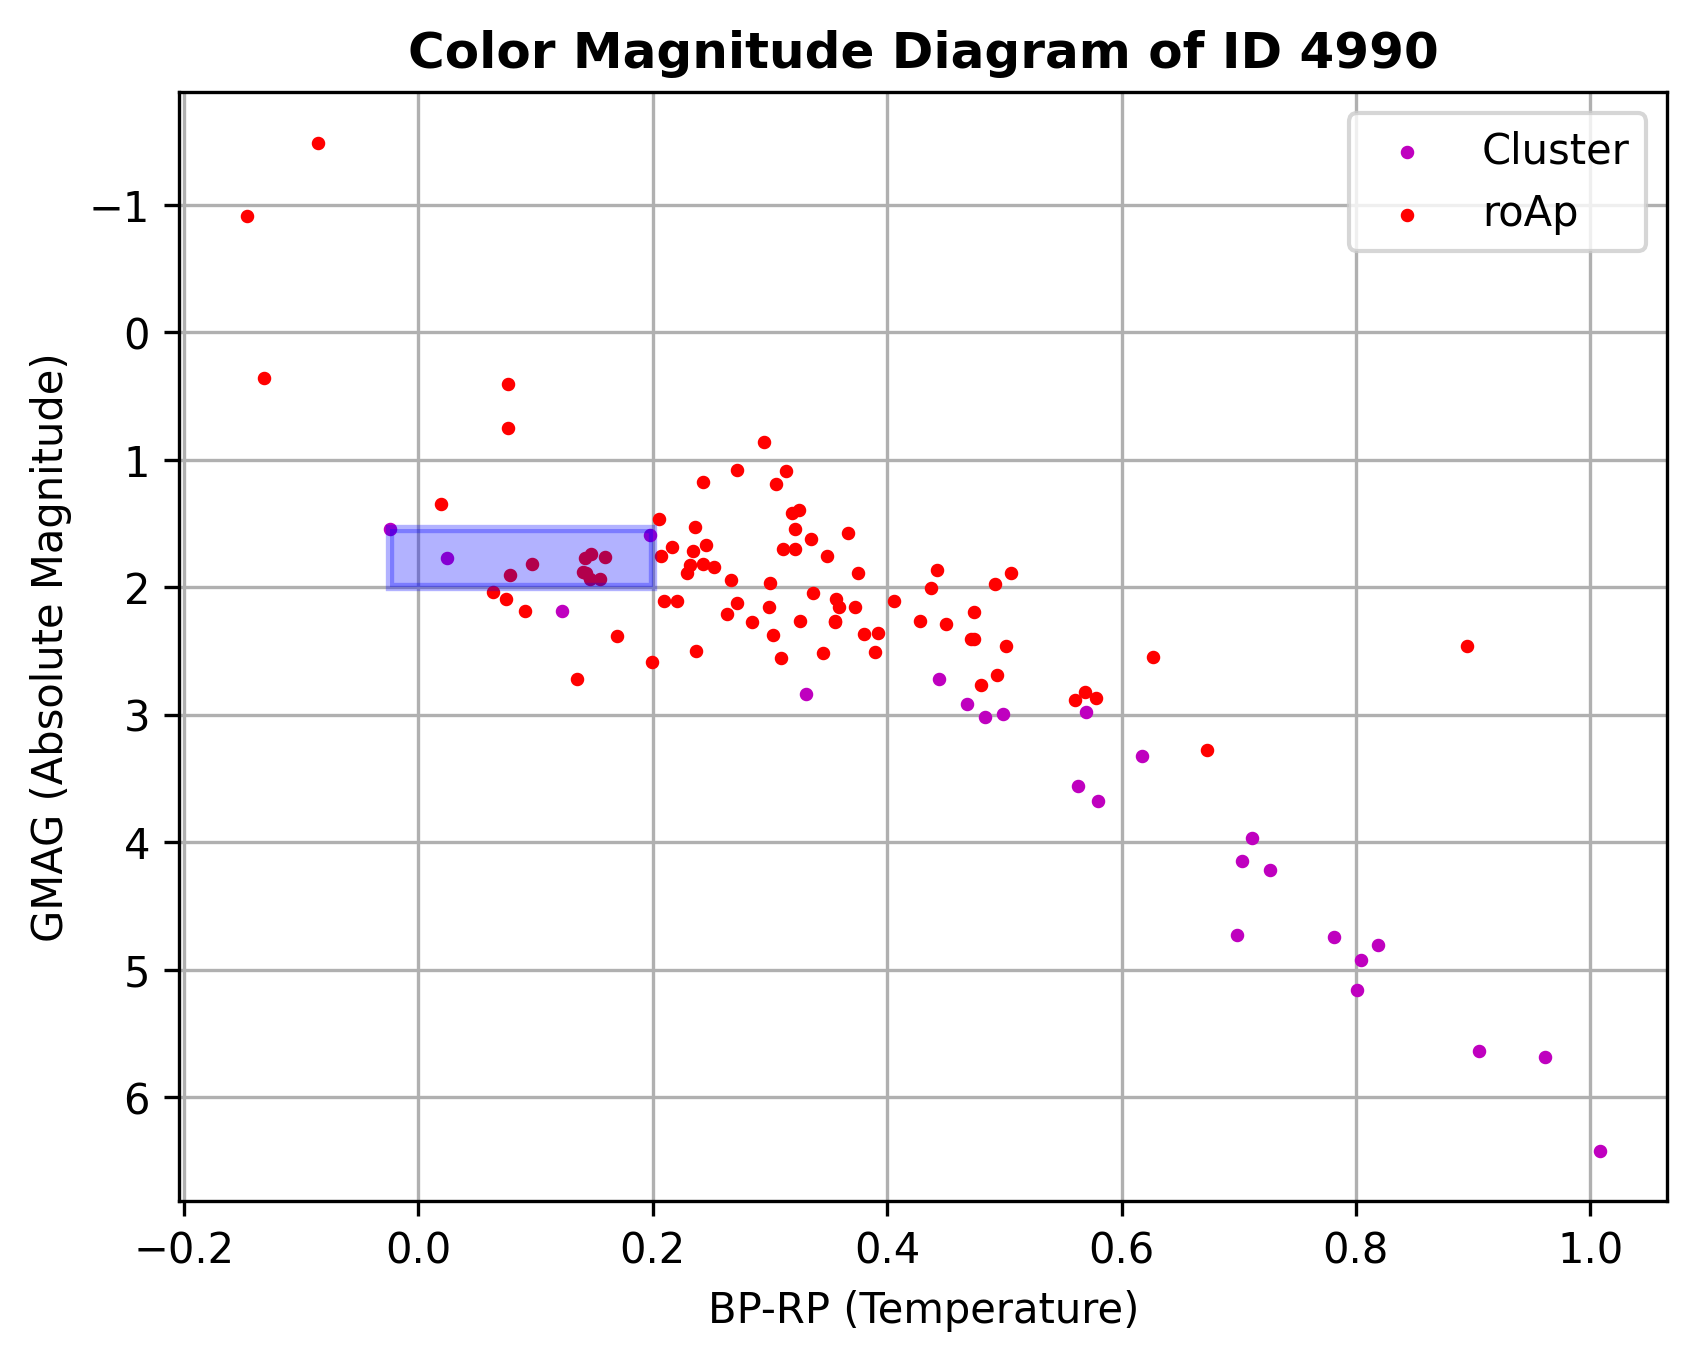 Color Magnitude Diagram of ID 4990
Cluster
roAp
GMAG (Absolute Magnitude)
−1
0
1
2
3
4
5
6
−0.2 0.0 0.2 0.4 0.6 0.8 1.0
BP-RP (Temperature)